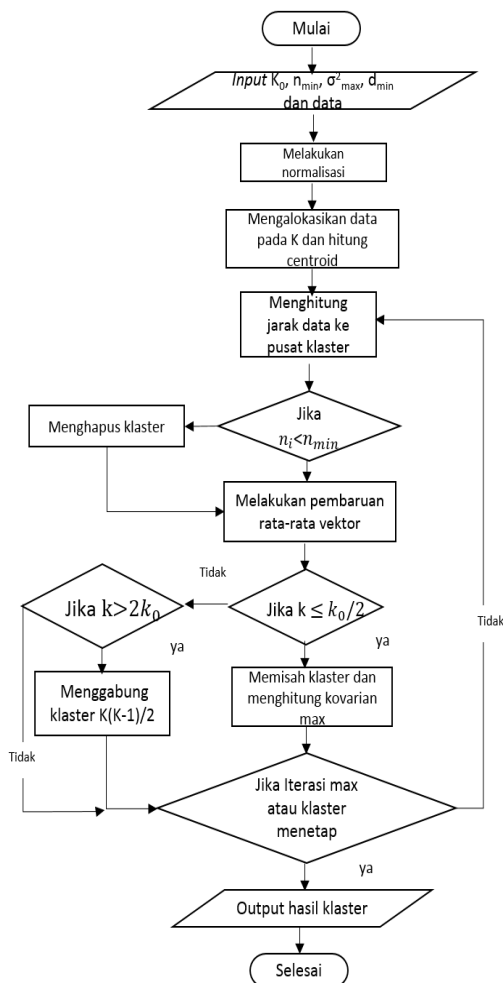 Mulai
Input K₀, nₘᵢₙ, σ²ₘₐₓ, dₘᵢₙ
dan data
Melakukan
normalisasi
Mengalokasikan data
pada K dan hitung
centroid
Menghitung
jarak data ke
pusat klaster
Jika
nᵢ<nₘᵢₙ
Menghapus klaster
Melakukan pembaruan
rata-rata vektor
Tidak
Jika k ≤ k₀/2
Jika k>2k₀
Tidak
ya
ya
Memisah klaster dan
menghitung kovarian
max
Menggabung
klaster K(K-1)/2
Tidak
Jika Iterasi max
atau klaster
menetap
ya
Output hasil klaster
Selesai